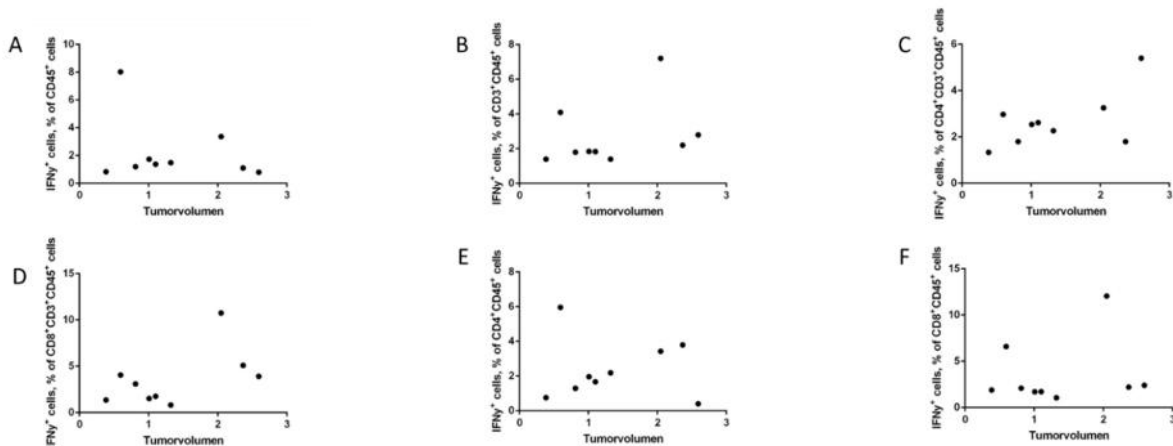 A
IFNγ⁺ cells, % of CD45⁺ cells
10
8
6
4
2
0
0 1 2 3
Tumorvolumen
B
IFNγ⁺ cells, % of CD3⁺CD45⁺ cells
8
6
4
2
0
0 1 2 3
Tumorvolumen
C
IFNγ⁺ cells, % of CD4⁺CD3⁺CD45⁺ cells
6
4
2
0
0 1 2 3
Tumorvolumen
D
FNγ⁺ cells, % of CD8⁺CD3⁺CD45⁺ cells
15
10
5
0
0 1 2 3
Tumorvolumen
E
IFNγ⁺ cells, % of CD4⁺CD45⁺ cells
8
6
4
2
0
0 1 2 3
Tumorvolumen
F
IFNγ⁺ cells, % of CD8⁺CD45⁺ cells
15
10
5
0
0 1 2 3
Tumorvolumen